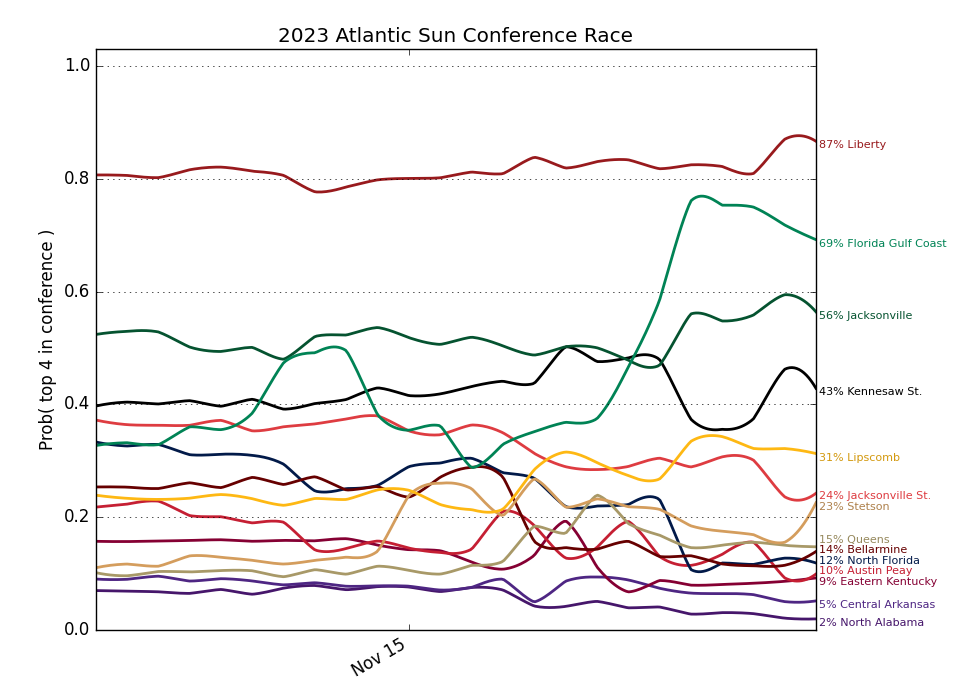 2023 Atlantic Sun Conference Race
Prob( top 4 in conference )
1.0
0.8
0.6
0.4
0.2
0.0
Nov 15
87% Liberty
69% Florida Gulf Coast
56% Jacksonville
43% Kennesaw St.
31% Lipscomb
24% Jacksonville St.
23% Stetson
15% Queens
14% Bellarmine
12% North Florida
10% Austin Peay
9% Eastern Kentucky
5% Central Arkansas
2% North Alabama